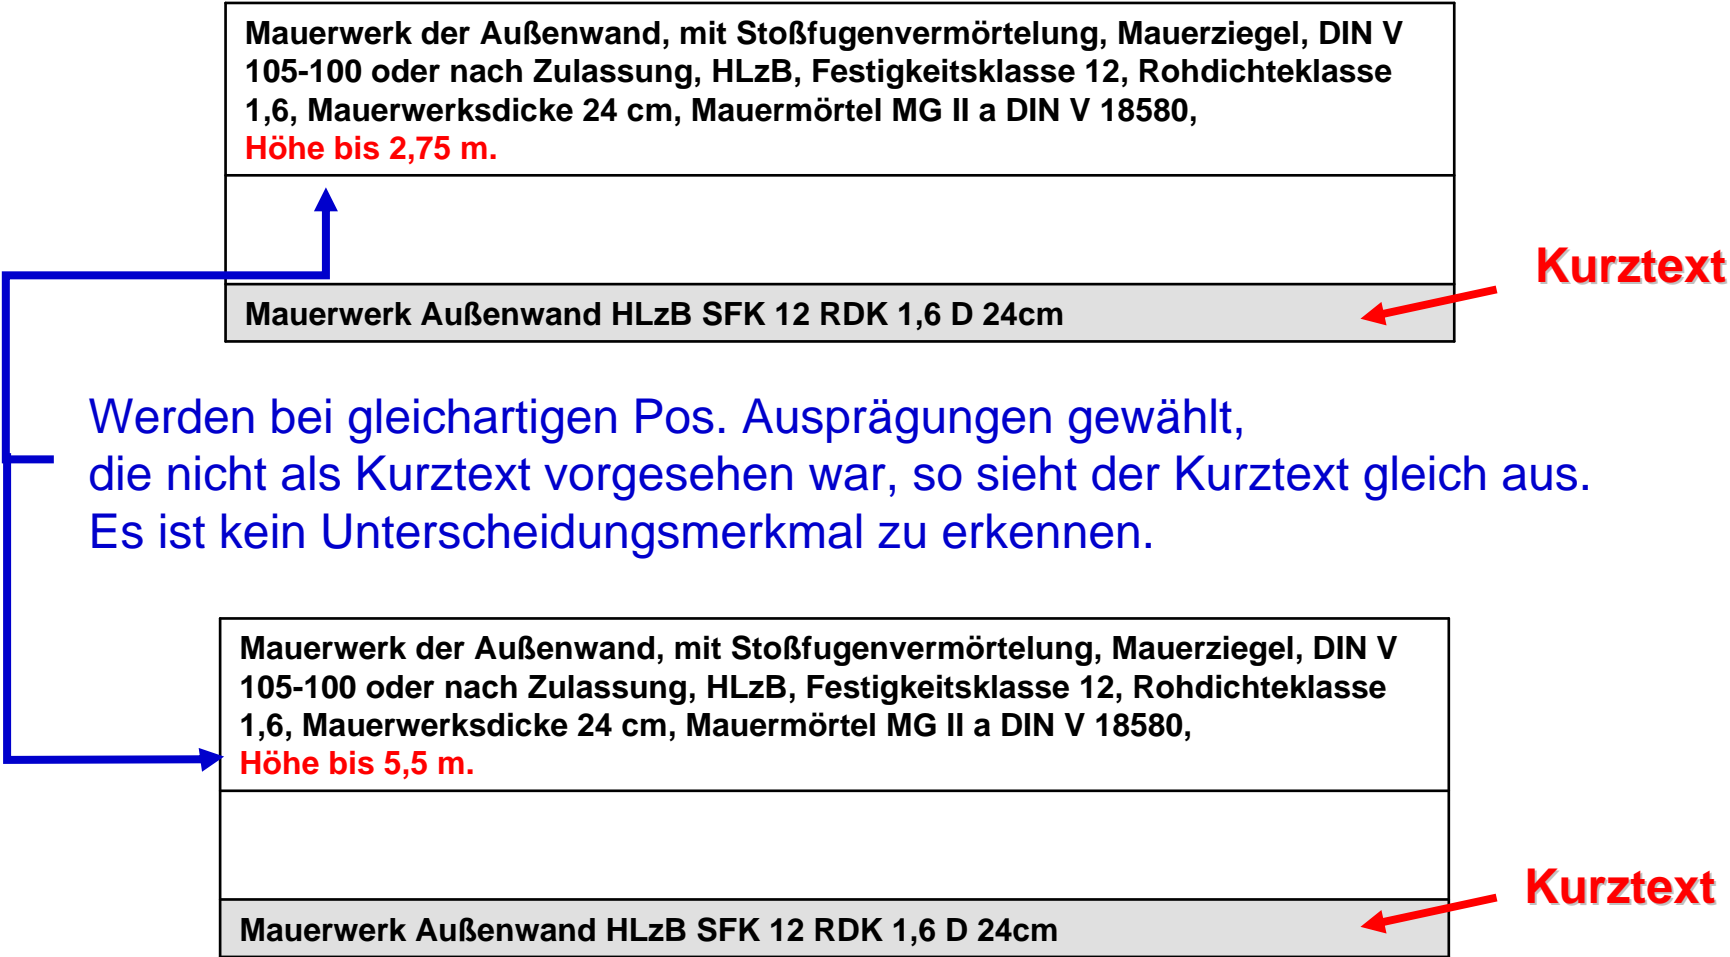 Mauerwerk der Außenwand, mit Stoßfugenvermörtelung, Mauerziegel, DIN V
105-100 oder nach Zulassung, HLzB, Festigkeitsklasse 12, Rohdichteklasse
1,6, Mauerwerksdicke 24 cm, Mauermörtel MG II a DIN V 18580,
Höhe bis 2,75 m.
Kurztext
Mauerwerk Außenwand HLzB SFK 12 RDK 1,6 D 24cm
Werden bei gleichartigen Pos. Ausprägungen gewählt,
die nicht als Kurztext vorgesehen war, so sieht der Kurztext gleich aus.
Es ist kein Unterscheidungsmerkmal zu erkennen.
Mauerwerk der Außenwand, mit Stoßfugenvermörtelung, Mauerziegel, DIN V
105-100 oder nach Zulassung, HLzB, Festigkeitsklasse 12, Rohdichteklasse
1,6, Mauerwerksdicke 24 cm, Mauermörtel MG II a DIN V 18580,
Höhe bis 5,5 m.
Kurztext
Mauerwerk Außenwand HLzB SFK 12 RDK 1,6 D 24cm